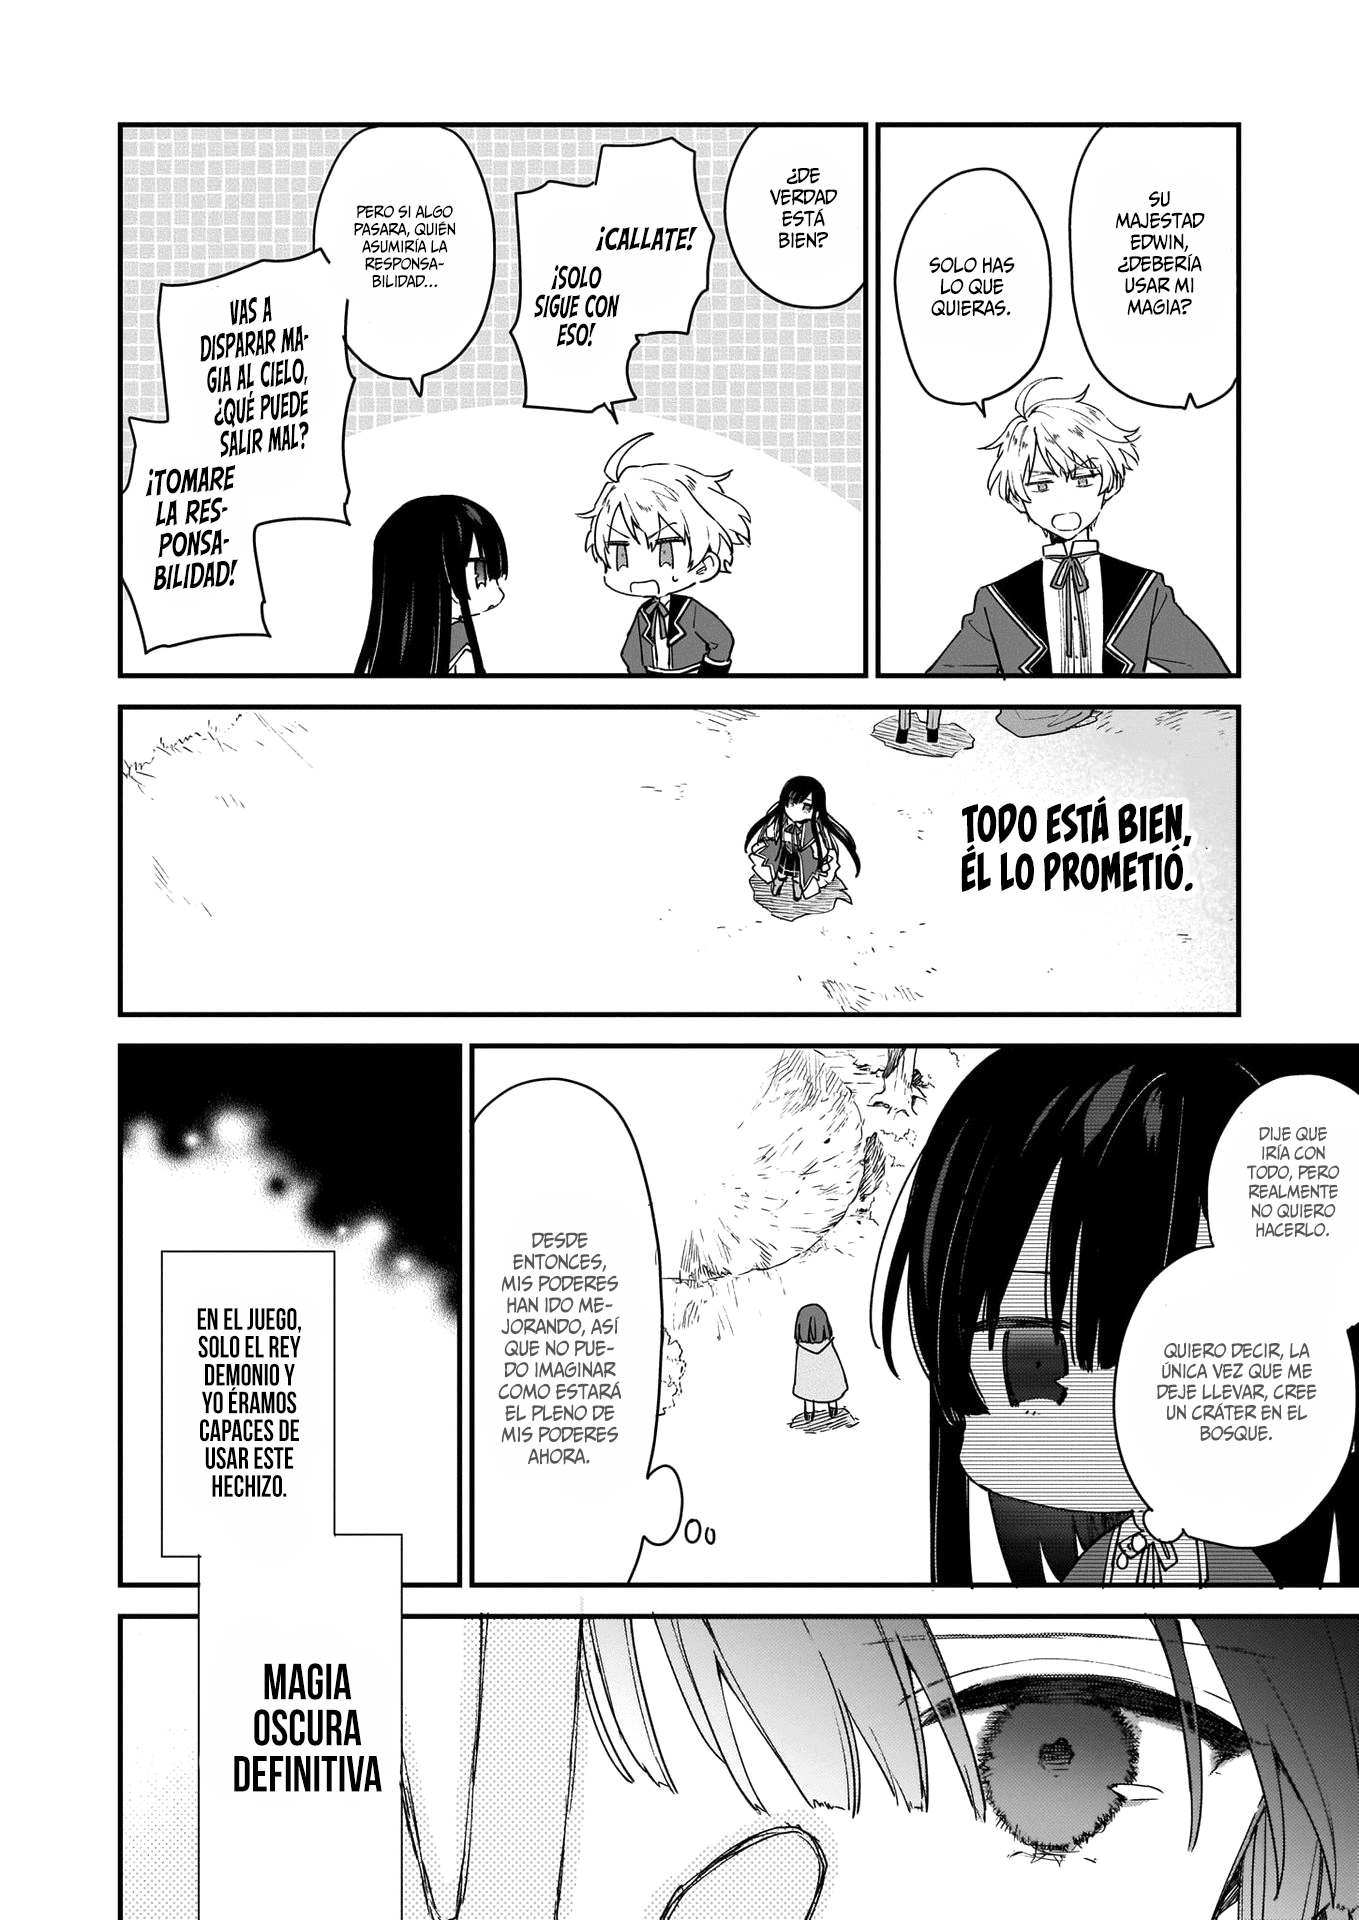 SU
MAJESTAD
EDWIN,
¿DEBERÍA
USAR MI
MAGIA?
SOLO HAS
LO QUE
QUIERAS.
¿DE
VERDAD
ESTÁ
BIEN?
¡CALLATE!
¡SOLO
SIGUE CON
ESO!
PERO SI ALGO
PASARA, QUIÉN
ASUMIRÍA LA
RESPONSA-
BILIDAD...
VAS A
DISPARAR MA-
GIA AL CIELO,
¿QUÉ PUEDE
SALIR MAL?
¡TOMARE
LA RES-
PONSA-
BILIDAD!
TODO ESTÁ BIEN,
ÉL LO PROMETIÓ.
DIJE QUE
IRÍA CON
TODO, PERO
REALMENTE
NO QUIERO
HACERLO.
QUIERO DECIR, LA
ÚNICA VEZ QUE ME
DEJE LLEVAR, CREE
UN CRÁTER EN EL
BOSQUE.
DESDE
ENTONCES,
MIS PODERES
HAN IDO ME-
JORANDO, ASÍ
QUE NO PUE-
DO IMAGINAR
COMO ESTARÁ
EL PLENO DE
MIS PODERES
AHORA.
EN EL JUEGO,
SOLO EL REY
DEMONIO Y
YO ÉRAMOS
CAPACES DE
USAR ESTE
HECHIZO.
MAGIA
OSCURA
DEFINITIVA